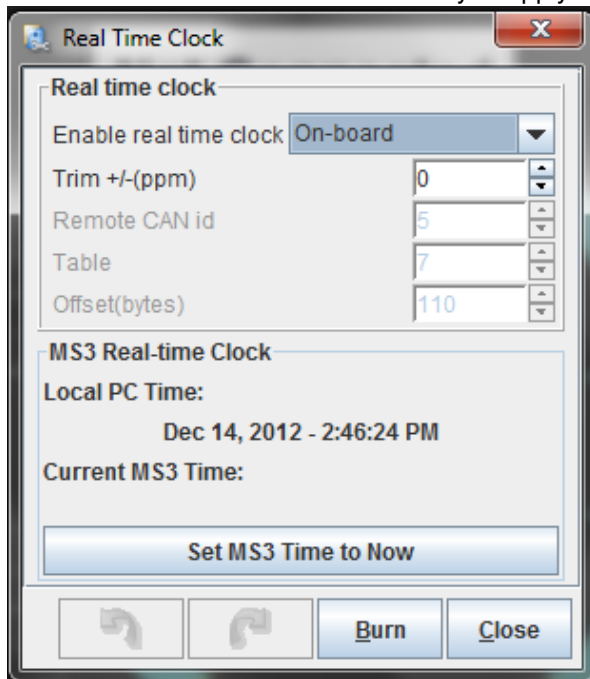 Real Time Clock
Real time clock
Enable real time clock On-board
Trim +/-(ppm) 0
Remote CAN id 5
Table 7
Offset(bytes) 110
MS3 Real-time Clock
Local PC Time:
Dec 14, 2012 - 2:46:24 PM
Current MS3 Time:
Set MS3 Time to Now
Burn Close